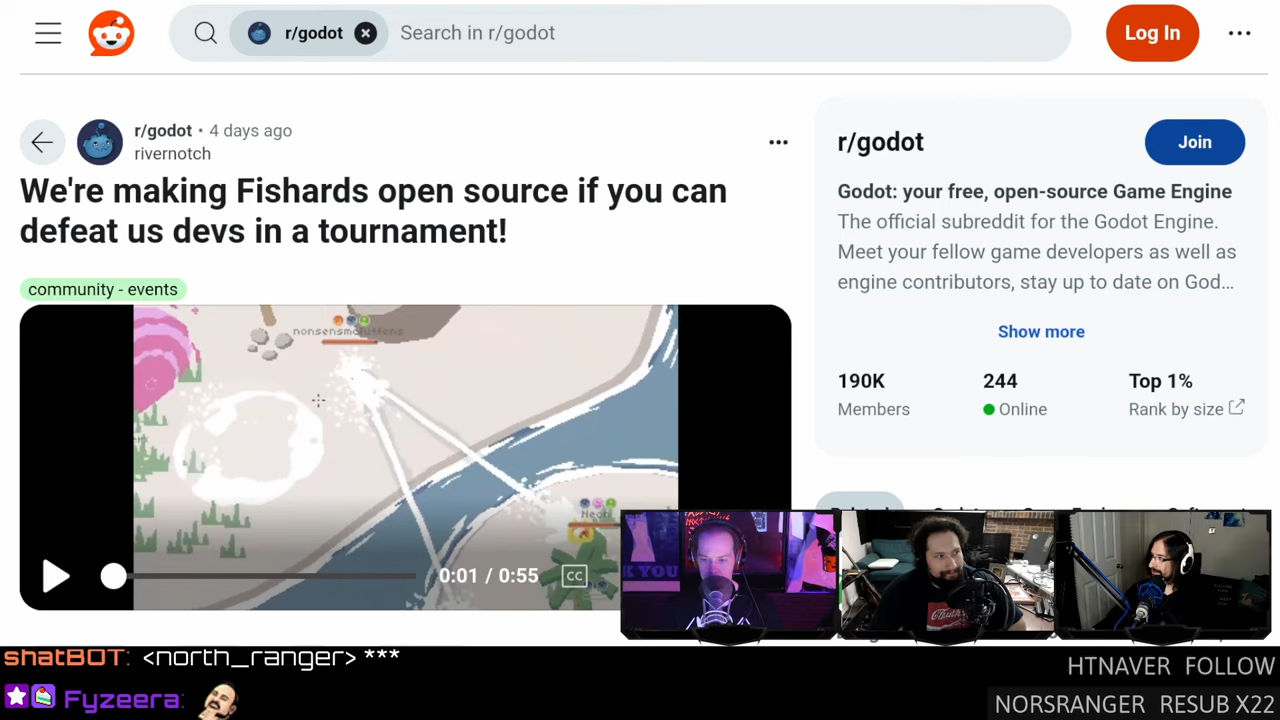 r/godot
Search in r/godot
Log In
r/godot • 4 days ago
rivernotch
We're making Fishards open source if you can
defeat us devs in a tournament!
community - events
0:01 / 0:55
CC
r/godot
Join
Godot: your free, open-source Game Engine
The official subreddit for the Godot Engine.
Meet your fellow game developers as well as
engine contributors, stay up to date on God...
Show more
190K
244
Top 1%
Members
Online
Rank by size
shatBOT: <north_ranger> ***
Fyzeera:
HTNAVER FOLLOW
NORSRANGER RESUB X22